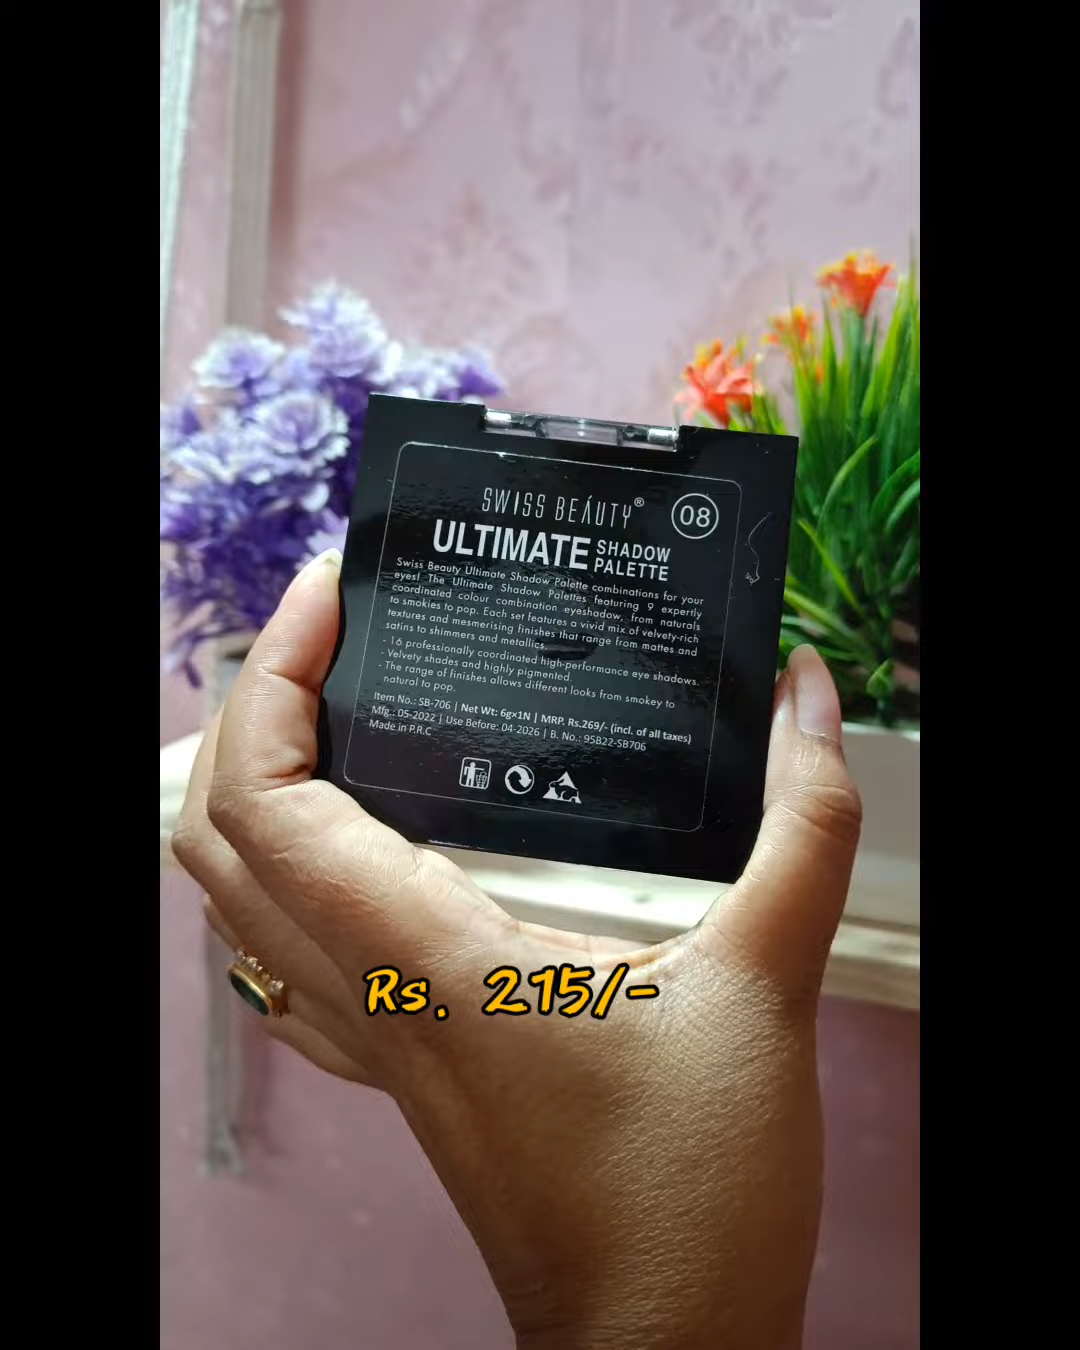 SWISS BEÁUTY® 08
ULTIMATE SHADOW PALETTE
Swiss Beauty Ultimate Shadow Palette combinations for your
eyes! The Ultimate Shadow Palettes featuring 9 expertly
coordinated colour combination eyeshadow, from naturals
to smokies to pop. Each set features a vivid mix of velvety-rich
textures and mesmerising finishes that range from mattes and
satins to shimmers and metallics.
- 16 professionally coordinated high-performance eye shadows.
- Velvety shades and highly pigmented.
- The range of finishes allows different looks from smokey to
natural to pop.
Item No.: SB-706 | Net Wt: 6g×1N | MRP. Rs.269/- (incl. of all taxes)
Mfg.: 05-2022 | Use Before: 04-2026 | B. No.: 95B22-SB706
Made in P.R.C
Rs. 215/-